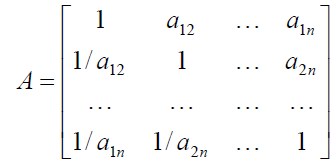 1 a₁₂ … a₁ₙ
1/a₁₂ 1 … a₂ₙ
A =
… … … …
1/a₁ₙ 1/a₂ₙ … 1